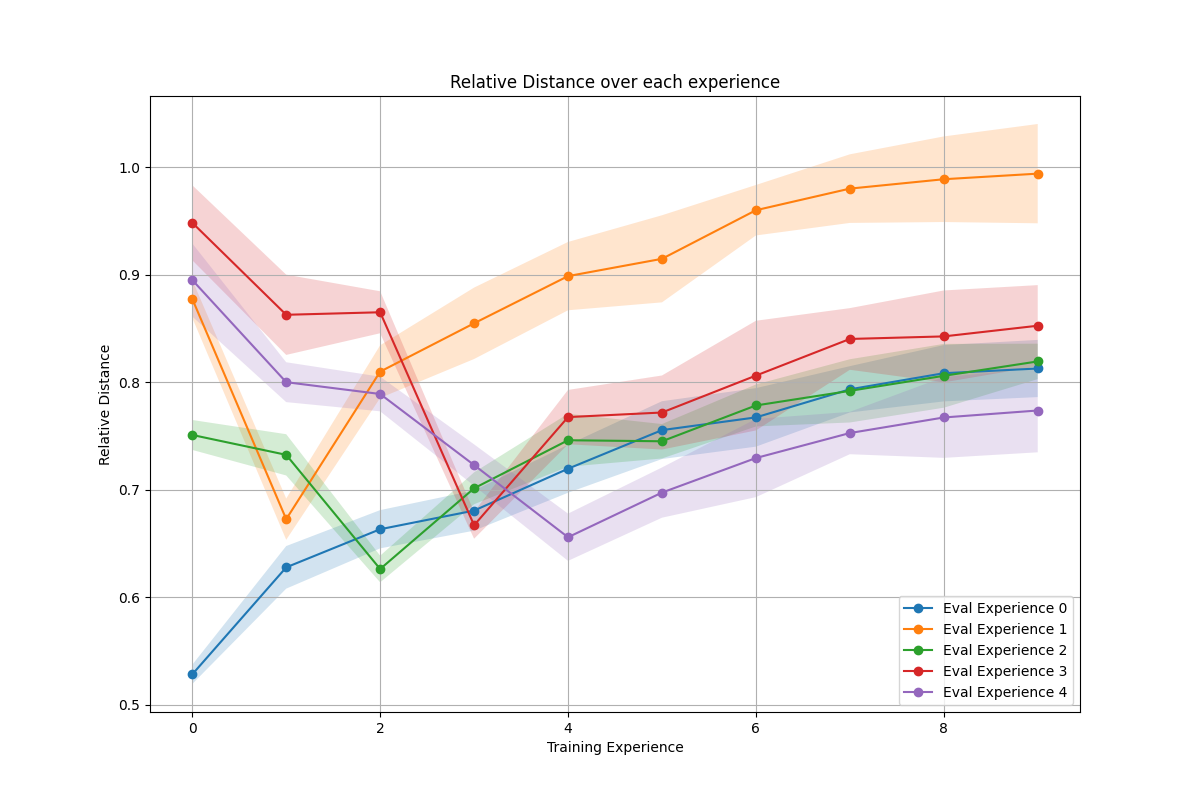 Relative Distance over each experience
Relative Distance
1.0
0.9
0.8
0.7
0.6
0.5
0
2
4
6
8
Training Experience
Eval Experience 0
Eval Experience 1
Eval Experience 2
Eval Experience 3
Eval Experience 4